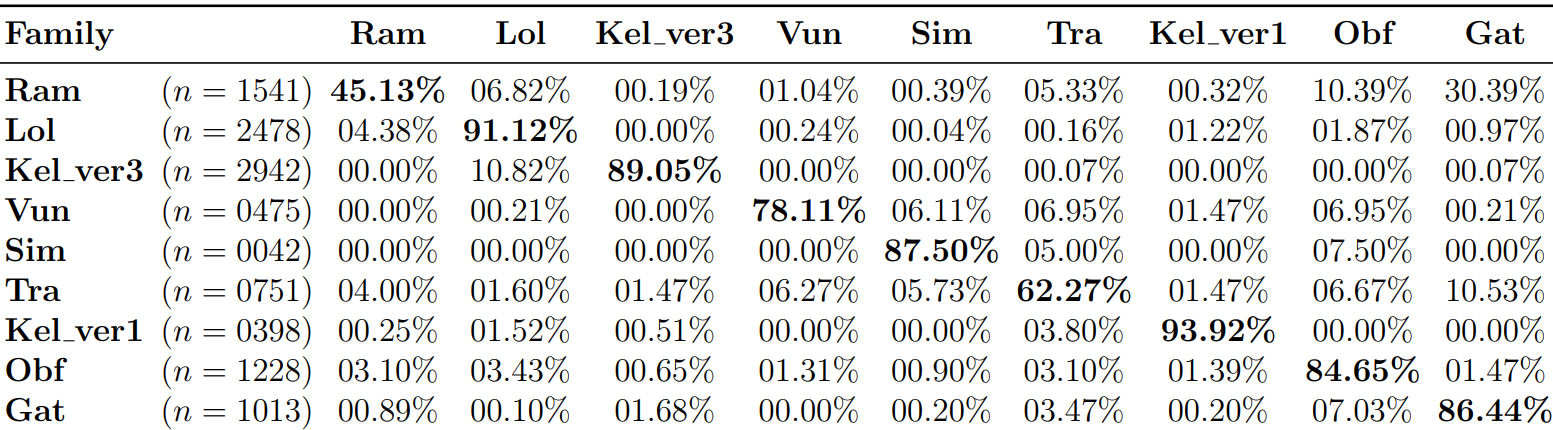 Family Ram Lol Kel_ver3 Vun Sim Tra Kel_ver1 Obf Gat
Ram (n = 1541) 45.13% 06.82% 00.19% 01.04% 00.39% 05.33% 00.32% 10.39% 30.39%
Lol (n = 2478) 04.38% 91.12% 00.00% 00.24% 00.04% 00.16% 01.22% 01.87% 00.97%
Kel_ver3 (n = 2942) 00.00% 10.82% 89.05% 00.00% 00.00% 00.07% 00.00% 00.00% 00.07%
Vun (n = 0475) 00.00% 00.21% 00.00% 78.11% 06.11% 06.95% 01.47% 06.95% 00.21%
Sim (n = 0042) 00.00% 00.00% 00.00% 00.00% 87.50% 05.00% 00.00% 07.50% 00.00%
Tra (n = 0751) 04.00% 01.60% 01.47% 06.27% 05.73% 62.27% 01.47% 06.67% 10.53%
Kel_ver1 (n = 0398) 00.25% 01.52% 00.51% 00.00% 00.00% 03.80% 93.92% 00.00% 00.00%
Obf (n = 1228) 03.10% 03.43% 00.65% 01.31% 00.90% 03.10% 01.39% 84.65% 01.47%
Gat (n = 1013) 00.89% 00.10% 01.68% 00.00% 00.20% 03.47% 00.20% 07.03% 86.44%